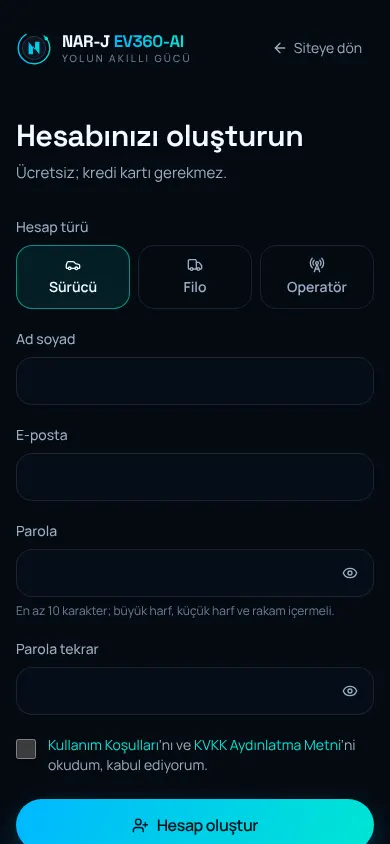 NAR-J EV360-AI
YOLUN AKILLI GÜCÜ
Siteye dön
Hesabınızı oluşturun
Ücretsiz; kredi kartı gerekmez.
Hesap türü
Sürücü
Filo
Operatör
Ad soyad
E-posta
Parola
En az 10 karakter; büyük harf, küçük harf ve rakam içermeli.
Parola tekrar
Kullanım Koşulları'nı ve KVKK Aydınlatma Metni'ni
okudum, kabul ediyorum.
Hesap oluştur